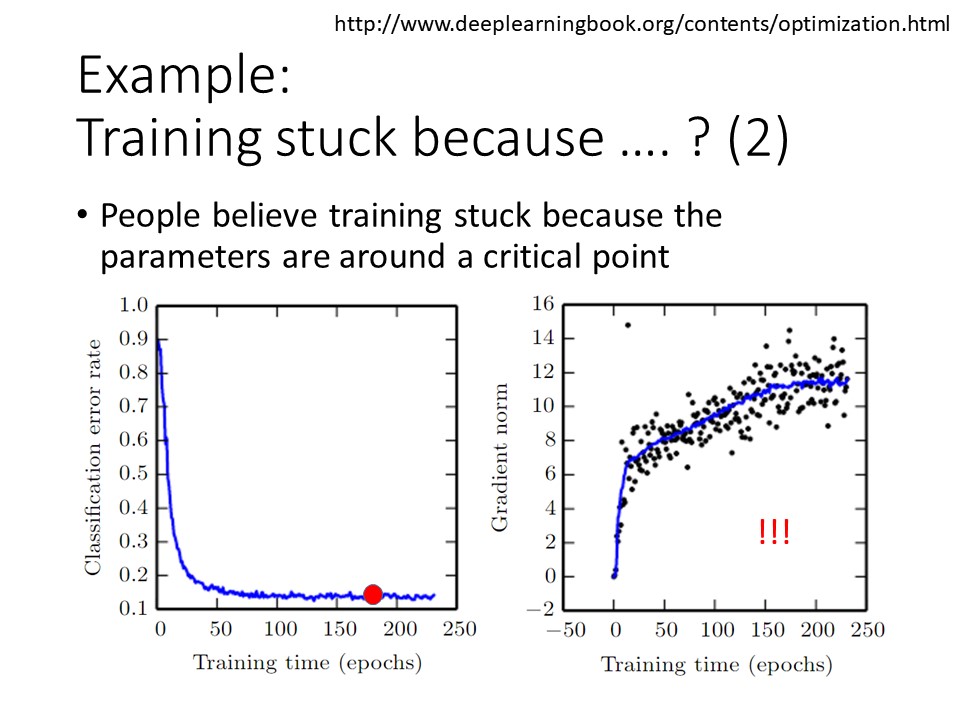 http://www.deeplearningbook.org/contents/optimization.html
Example:
Training stuck because …. ? (2)
• People believe training stuck because the
parameters are around a critical point
Classification error rate
1.0
0.9
0.8
0.7
0.6
0.5
0.4
0.3
0.2
0.1
0 50 100 150 200 250
Training time (epochs)
Gradient norm
16
14
12
10
8
6
4
2
0
−2
!!!
−50 0 50 100 150 200 250
Training time (epochs)